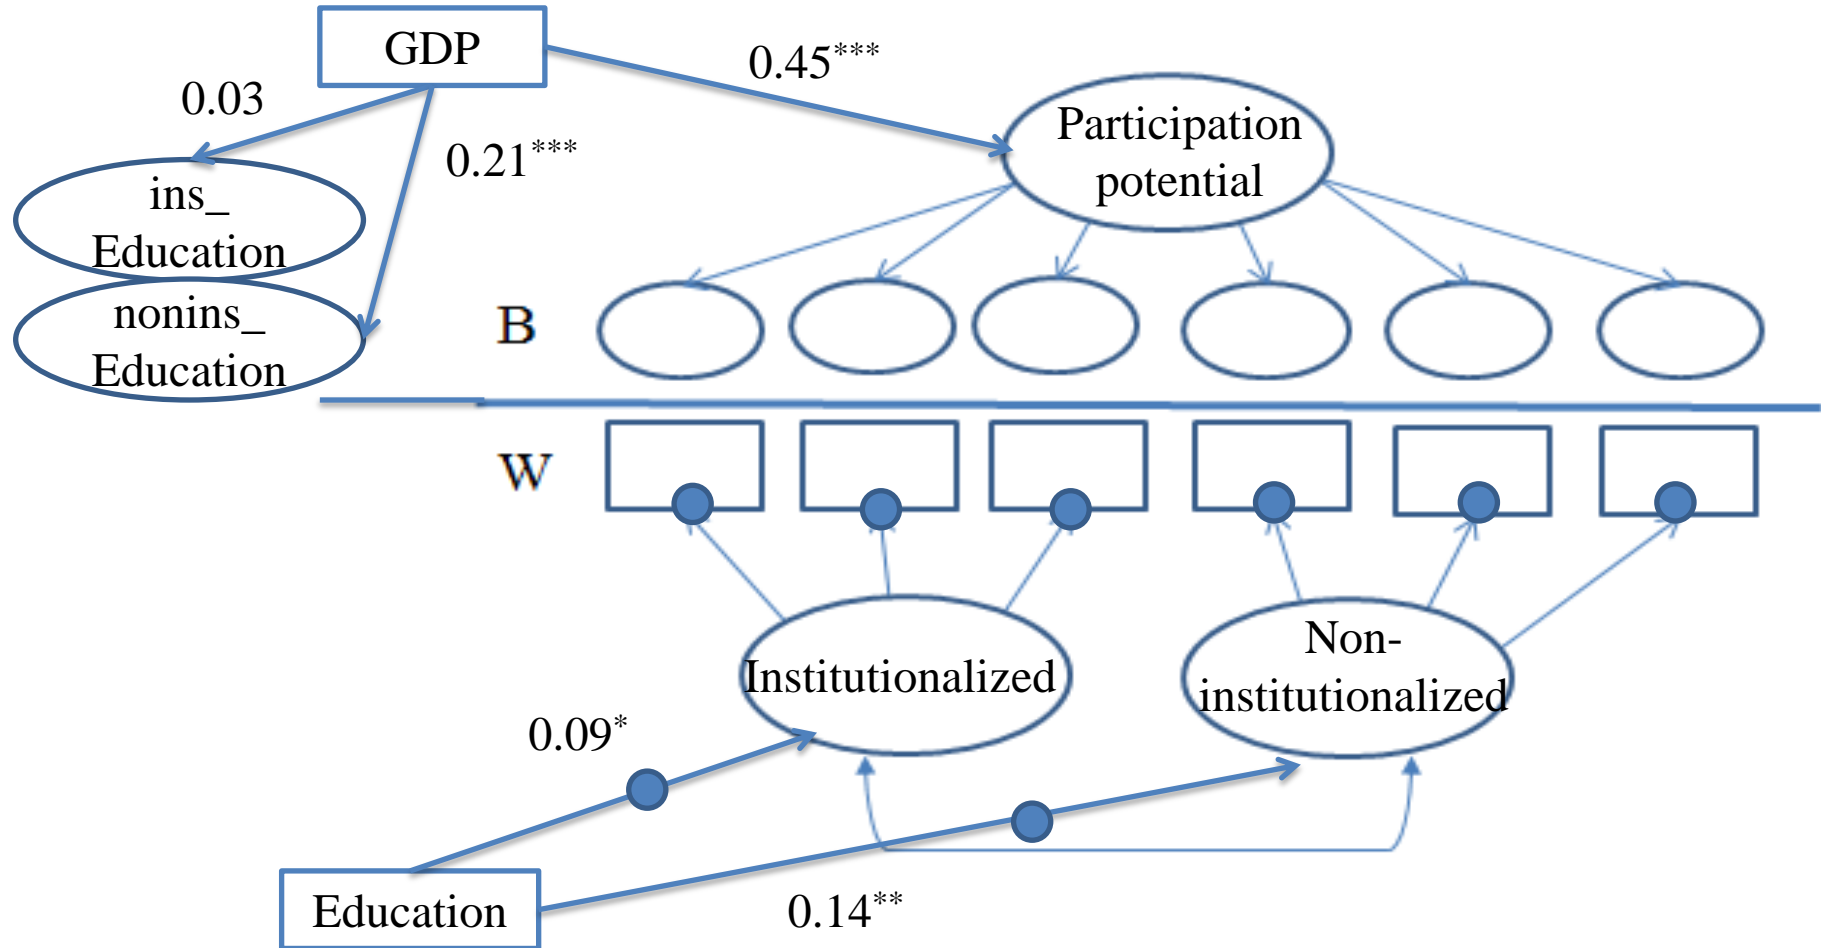 GDP
0.45***
0.03
0.21***
Participation
potential
ins_
Education
nonins_
Education
B
W
Institutionalized
Non-
institutionalized
0.09*
Education
0.14**